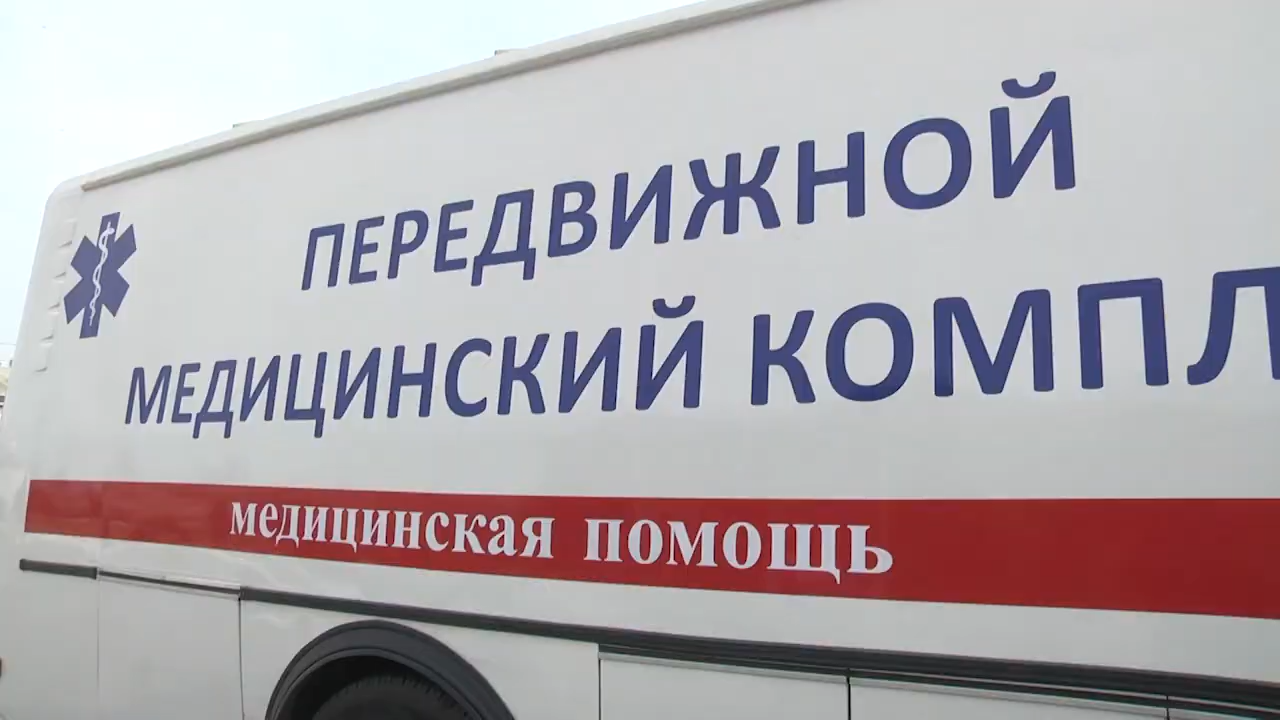 ПЕРЕДВИЖНОЙ
МЕДИЦИНСКИЙ КОМПЛ
медицинская помощь